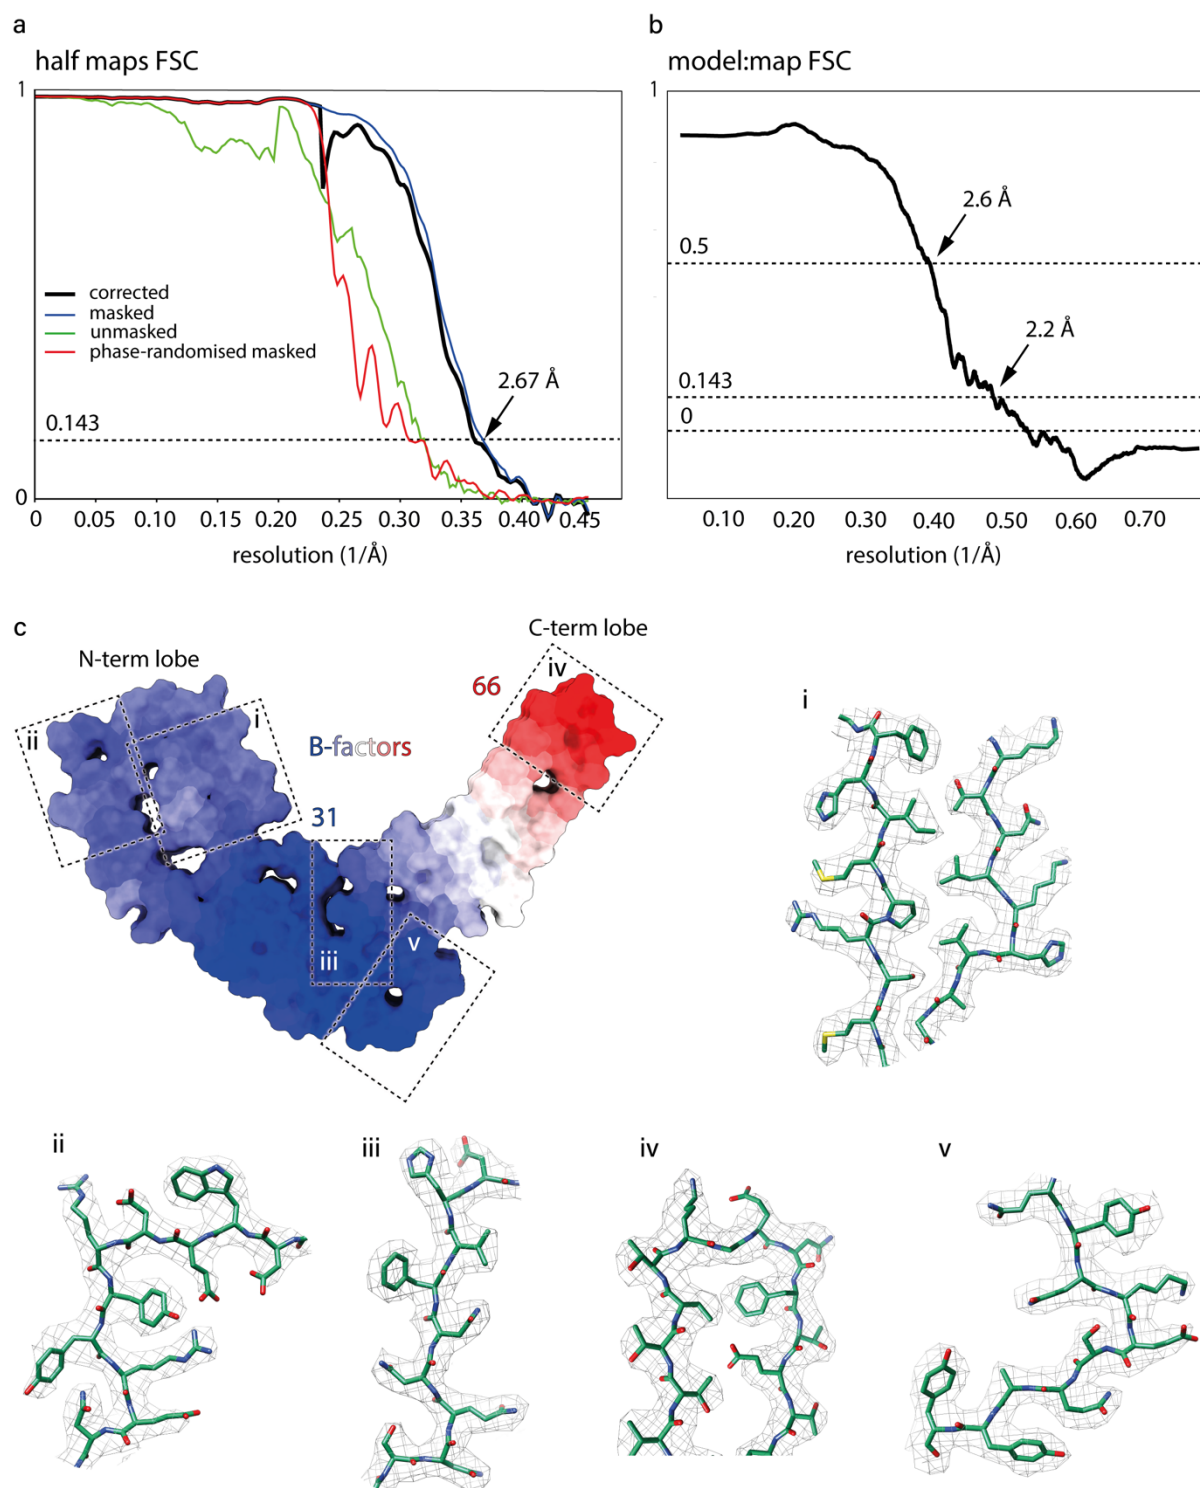 a
half maps FSC
1
corrected
masked
unmasked
phase-randomised masked
2.67 Å
0.143
0
0 0.05 0.10 0.15 0.20 0.25 0.30 0.35 0.40 0.45
resolution (1/Å)
b
model:map FSC
1
2.6 Å
0.5
2.2 Å
0.143
0
0.10 0.20 0.30 0.40 0.50 0.60 0.70
resolution (1/Å)
c
N-term lobe
C-term lobe
ii
i
iv
66
B-factors
31
iii
v
i
ii
iii
iv
v